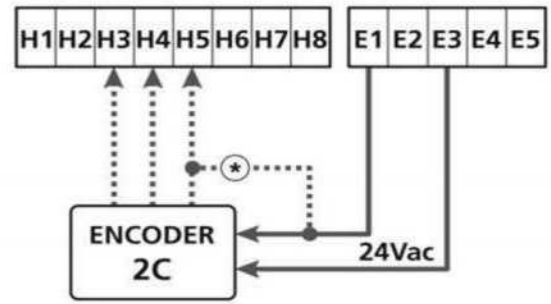 H1 H2 H3 H4 H5 H6 H7 H8 E1 E2 E3 E4 E5
*
ENCODER
2C
24Vac